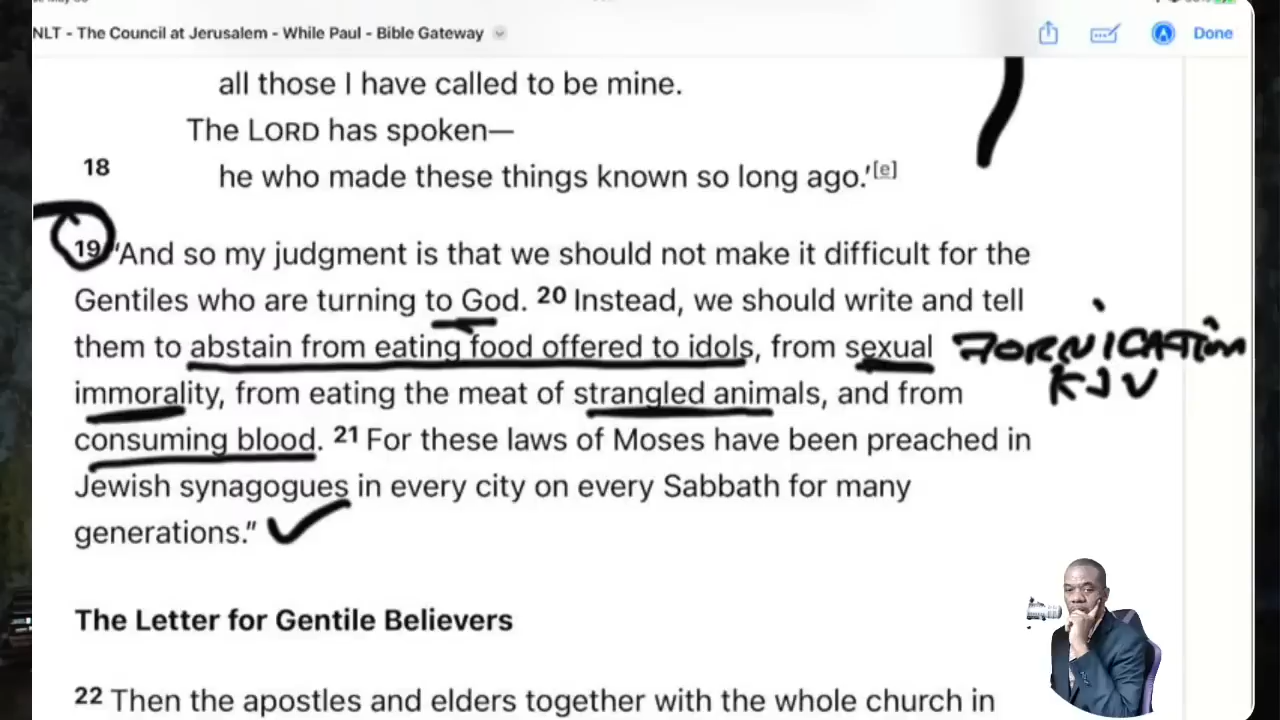 NLT - The Council at Jerusalem - While Paul - Bible Gateway
Done
all those I have called to be mine.
The LORD has spoken—
18 he who made these things known so long ago.’[e]
19 “And so my judgment is that we should not make it difficult for the
Gentiles who are turning to God. 20 Instead, we should write and tell
them to abstain from eating food offered to idols, from sexual FORNICATION
immorality, from eating the meat of strangled animals, and from KJV
consuming blood. 21 For these laws of Moses have been preached in
Jewish synagogues in every city on every Sabbath for many
generations.”
The Letter for Gentile Believers
22 Then the apostles and elders together with the whole church in